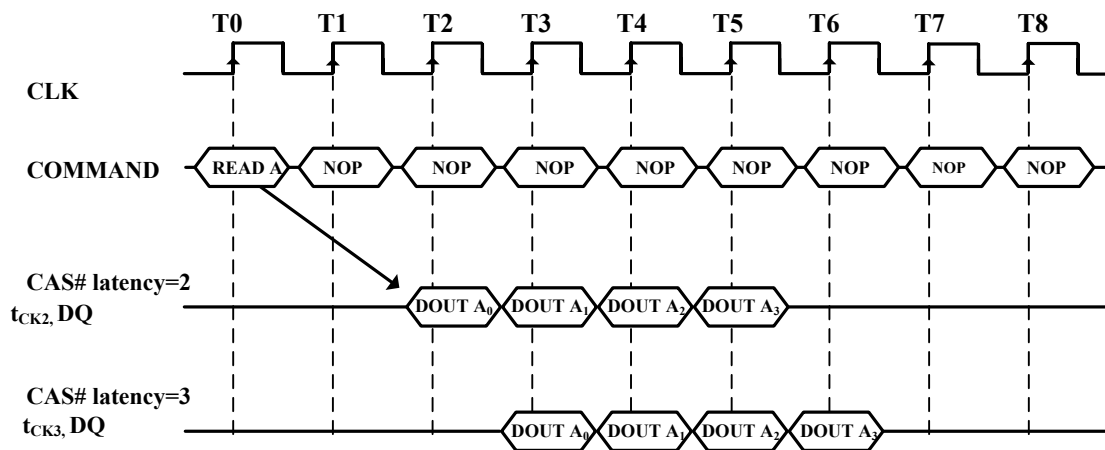 T0 T1 T2 T3 T4 T5 T6 T7 T8
CLK
COMMAND READ A NOP NOP NOP NOP NOP NOP NOP NOP
CAS# latency=2
tCK2, DQ DOUT A0 DOUT A1 DOUT A2 DOUT A3
CAS# latency=3
tCK3, DQ DOUT A0 DOUT A1 DOUT A2 DOUT A3